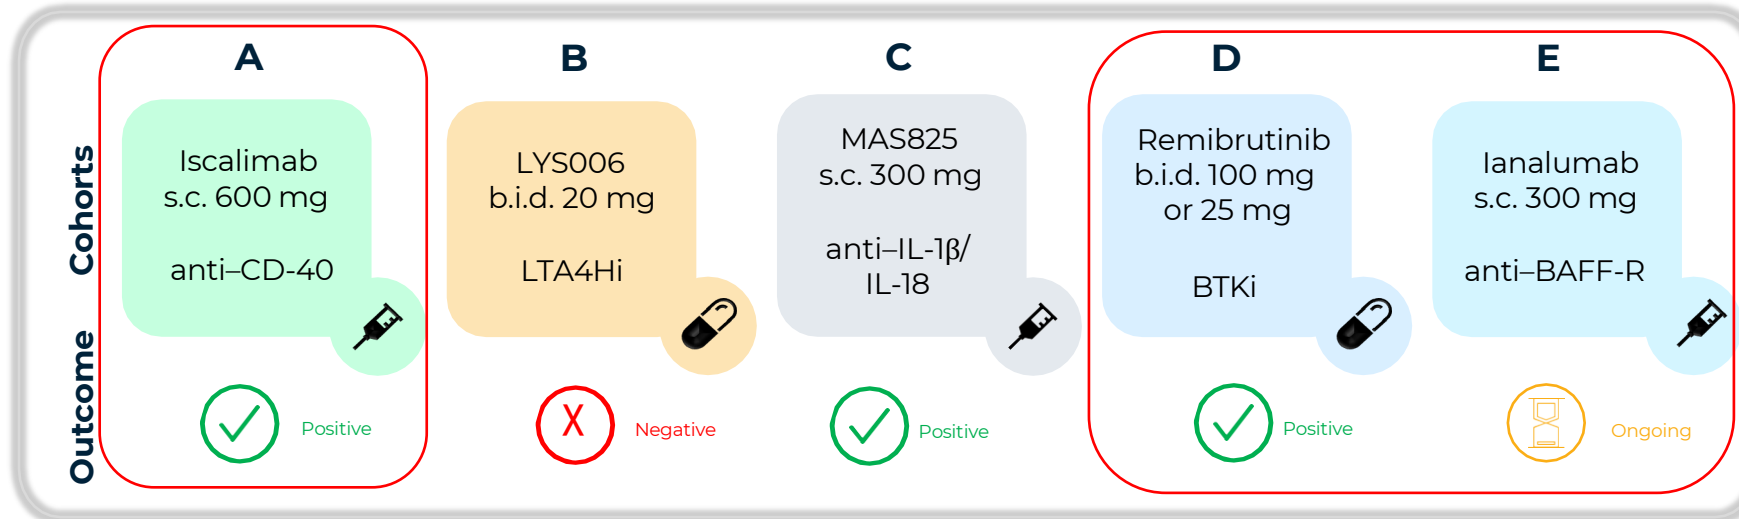 A
B
C
D
E
Cohorts
Iscalimab
s.c. 600 mg
anti–CD-40
LYS006
b.i.d. 20 mg
LTA4Hi
MAS825
s.c. 300 mg
anti–IL-1β/
IL-18
Remibrutinib
b.i.d. 100 mg
or 25 mg
BTKi
Ianalumab
s.c. 300 mg
anti–BAFF-R
Outcome
Positive
X
Negative
Positive
Positive
Ongoing